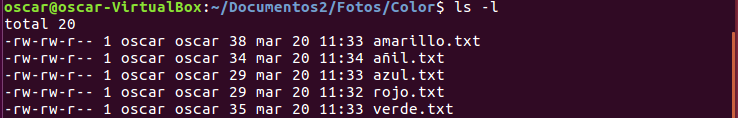 oscar@oscar-VirtualBox:~/Documentos2/Fotos/Color$ ls -l
total 20
-rw-rw-r-- 1 oscar oscar 38 mar 20 11:33 amarillo.txt
-rw-rw-r-- 1 oscar oscar 34 mar 20 11:34 añil.txt
-rw-rw-r-- 1 oscar oscar 29 mar 20 11:33 azul.txt
-rw-rw-r-- 1 oscar oscar 29 mar 20 11:32 rojo.txt
-rw-rw-r-- 1 oscar oscar 35 mar 20 11:33 verde.txt